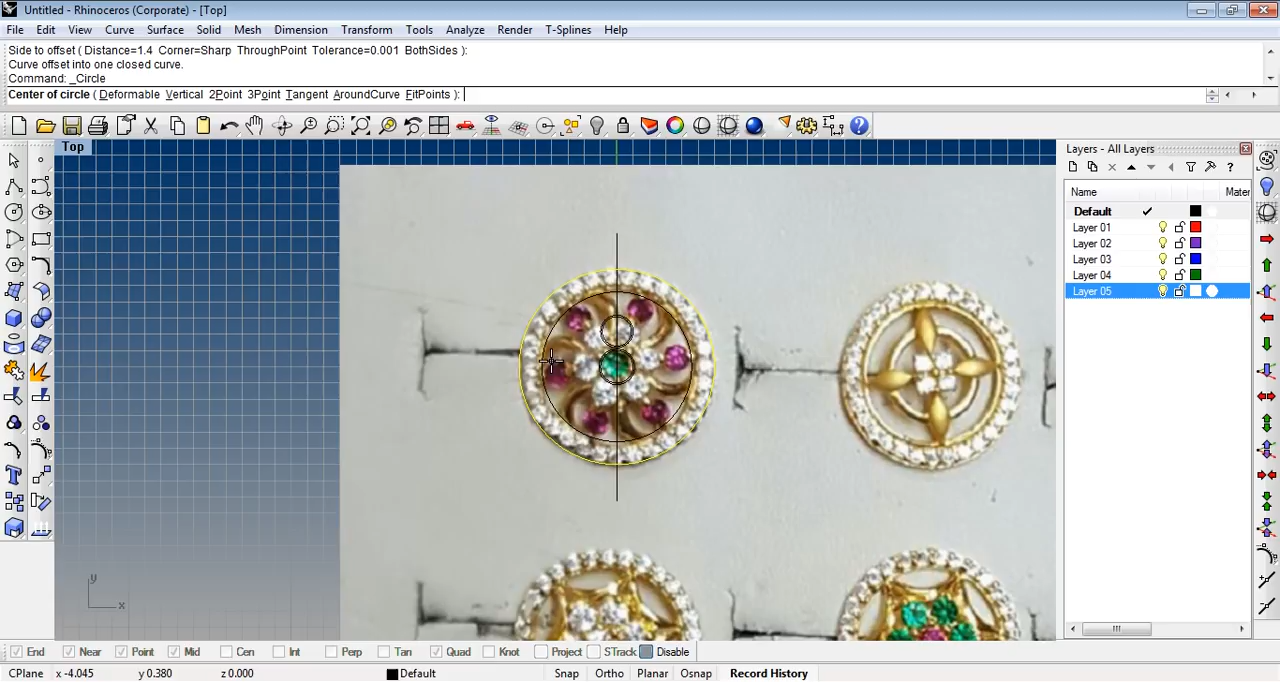 Untitled - Rhinoceros (Corporate) - [Top]
File Edit View Curve Surface Solid Mesh Dimension Transform Tools Analyze Render T-Splines Help
Side to offset ( Distance=1.4 Corner=Sharp ThroughPoint Tolerance=0.001 BothSides ):
Curve offset into one closed curve.
Command: _Circle
Center of circle ( Deformable Vertical 2Point 3Point Tangent AroundCurve FitPoints ):
Top
Layers - All Layers
Name Mater
Default
Layer 01
Layer 02
Layer 03
Layer 04
Layer 05
y
x
End Near Point Mid Cen Int Perp Tan Quad Knot Project STrack Disable
CPlane x -4.045 y 0.380 z 0.000 Default Snap Ortho Planar Osnap Record History